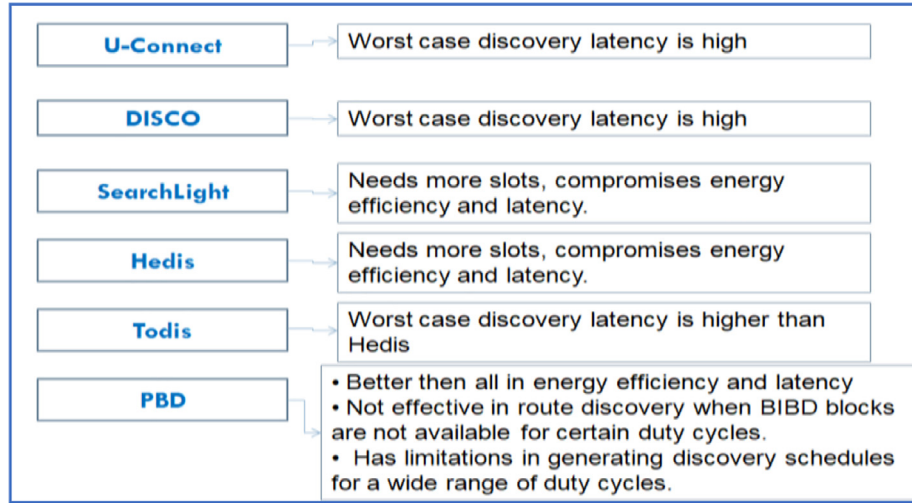 U-Connect
Worst case discovery latency is high
DISCO
Worst case discovery latency is high
SearchLight
Needs more slots, compromises energy
efficiency and latency.
Hedis
Needs more slots, compromises energy
efficiency and latency.
Todis
Worst case discovery latency is higher than
Hedis
PBD
• Better then all in energy efficiency and latency
• Not effective in route discovery when BIBD blocks
are not available for certain duty cycles.
• Has limitations in generating discovery schedules
for a wide range of duty cycles.